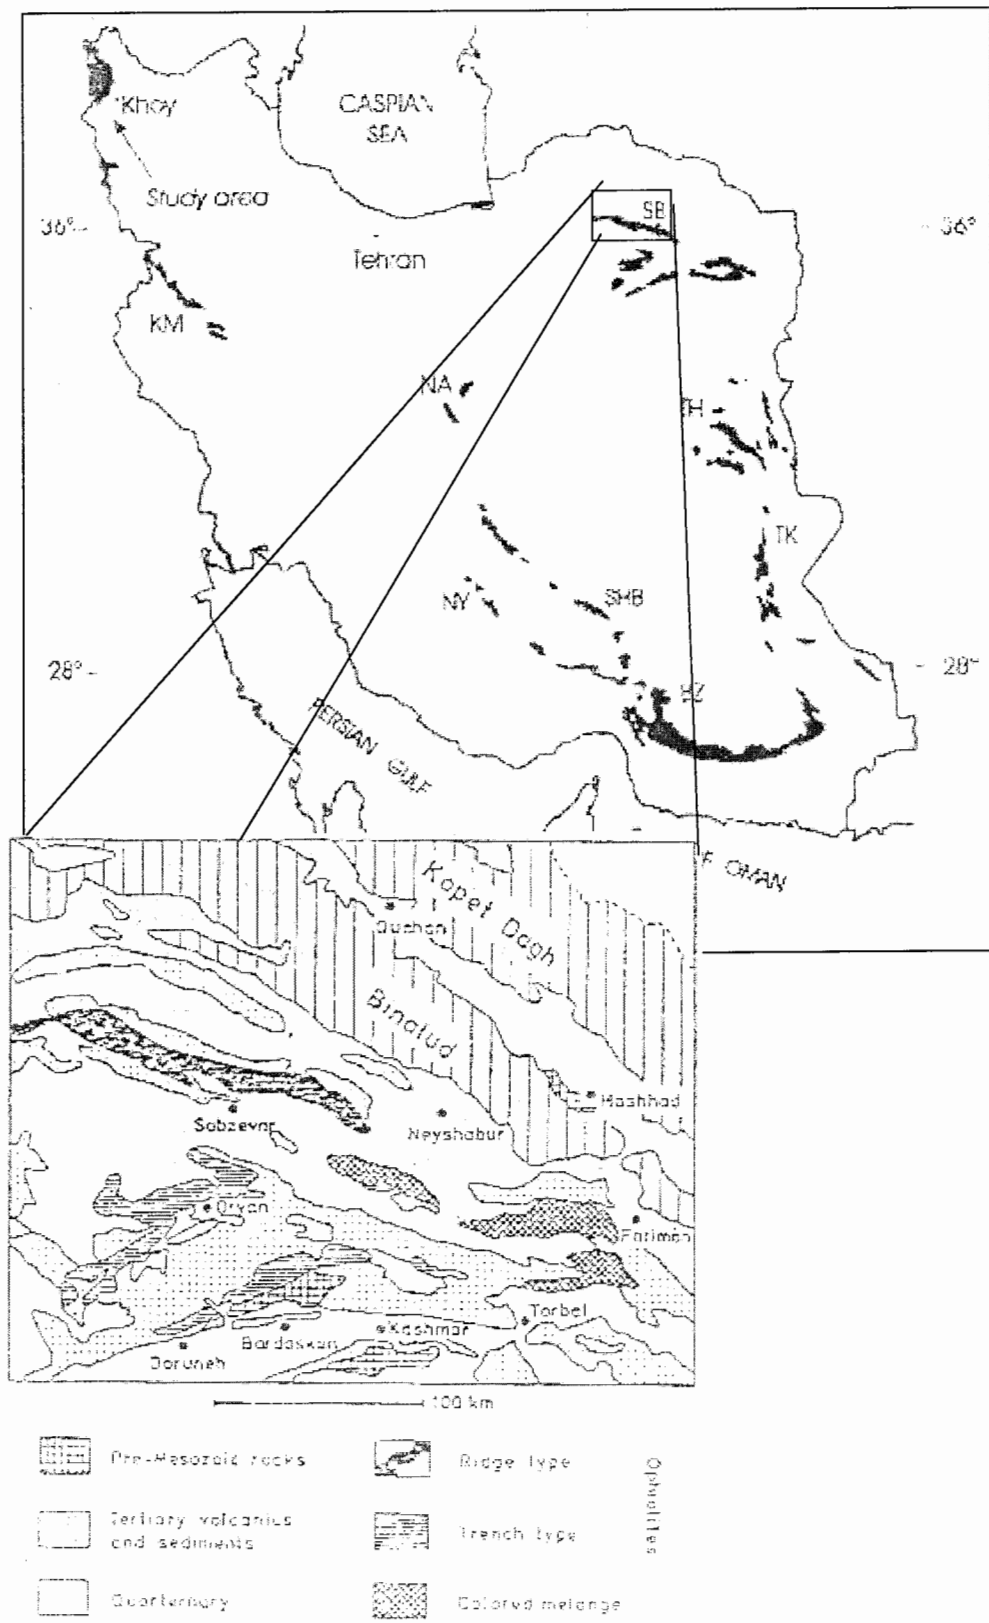 CASPIAN
SEA
Khoy
Study area
36°
36°
SB
Tehran
KM
NA
TH
TK
NY
SHB
28°
28°
HZ
PERSIAN GULF
F OMAN
Kopet Dagh
Quchan
Binalud
Mashhad
Sabzevar
Neyshabur
Oryan
Fariman
Torbet
Kashmar
Bardaskan
Doruneh
100 km
Pre-Mesozoic rocks
Ridge type
Tertiary volcanics
and sediments
Trench type
Quarternary
Colored melange
Ophiolites